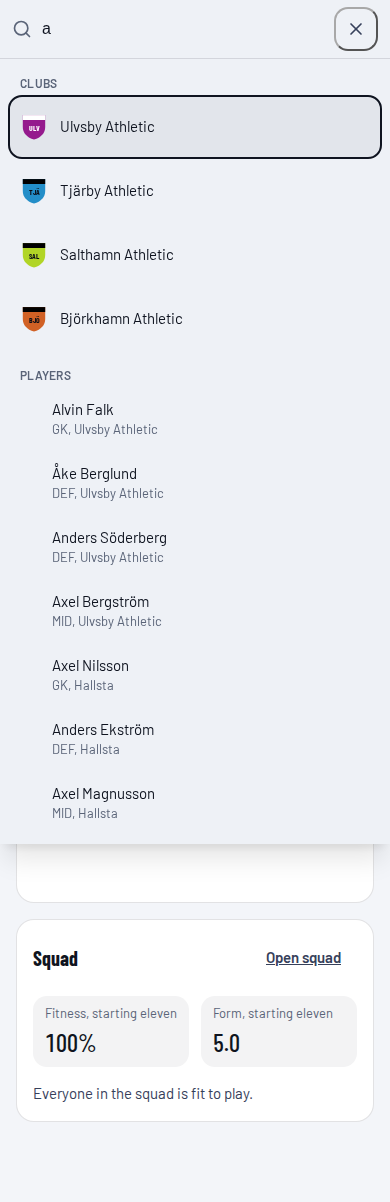 a
CLUBS
ULV
Ulvsby Athletic
TJÄ
Tjärby Athletic
SAL
Salthamn Athletic
BJÖ
Björkhamn Athletic
PLAYERS
Alvin Falk
GK, Ulvsby Athletic
Åke Berglund
DEF, Ulvsby Athletic
Anders Söderberg
DEF, Ulvsby Athletic
Axel Bergström
MID, Ulvsby Athletic
Axel Nilsson
GK, Hallsta
Anders Ekström
DEF, Hallsta
Axel Magnusson
MID, Hallsta
Squad
Open squad
Fitness, starting eleven
100%
Form, starting eleven
5.0
Everyone in the squad is fit to play.